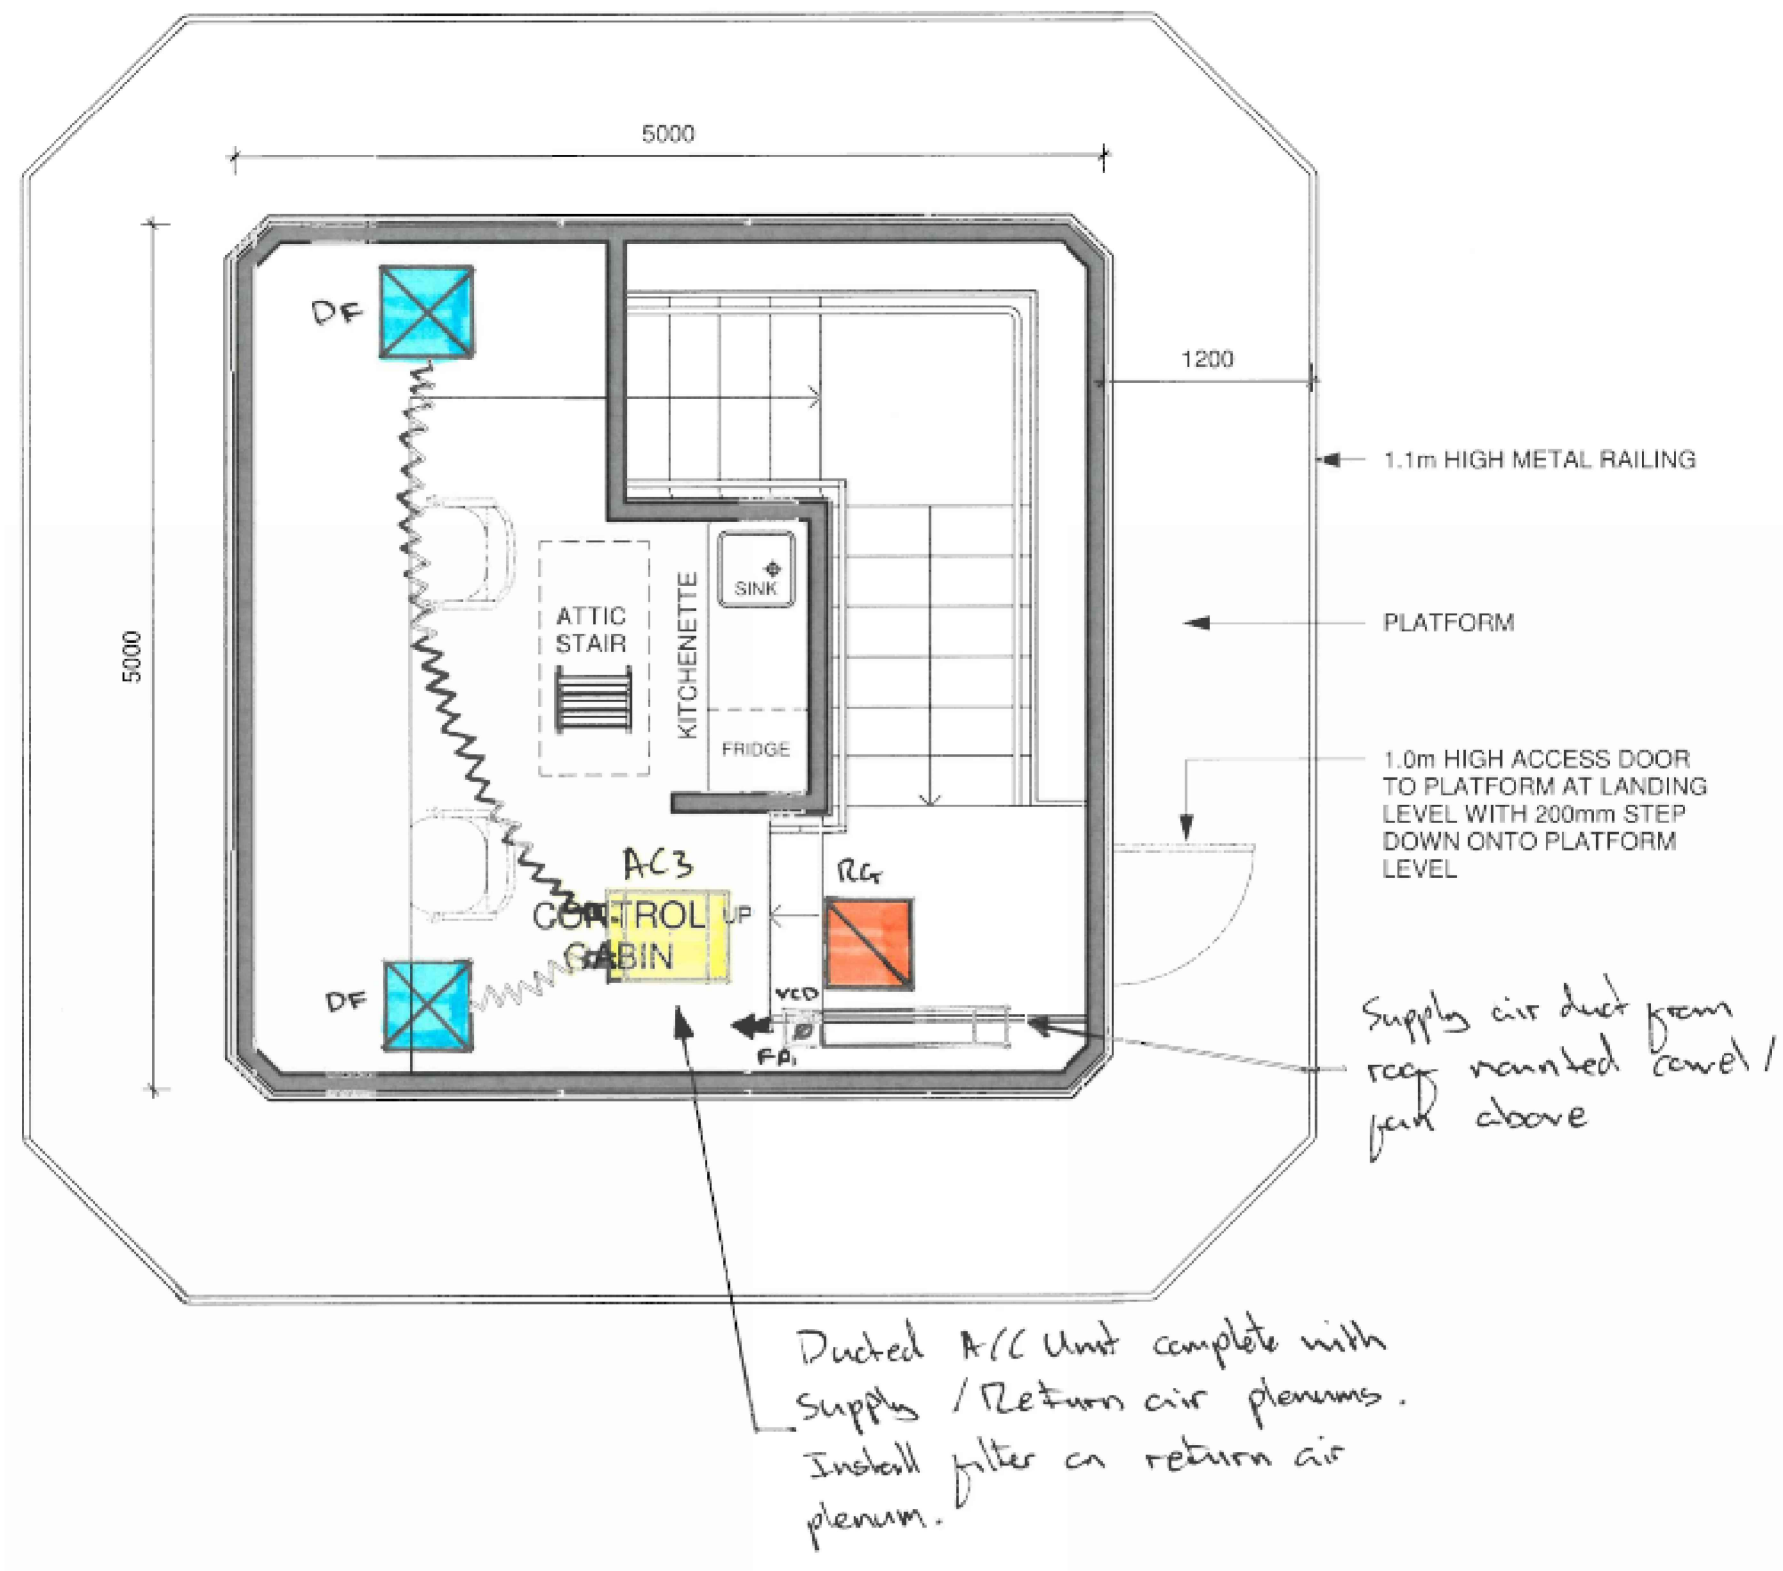 5000
5000
1200
DF
1.1m HIGH METAL RAILING
SINK
ATTIC
STAIR
KITCHENETTE
FRIDGE
PLATFORM
1.0m HIGH ACCESS DOOR
TO PLATFORM AT LANDING
LEVEL WITH 200mm STEP
DOWN ONTO PLATFORM
LEVEL
AC3
RG
CONTROL
CABIN
UP
DF
VCD
Supply air duct from
roof mounted cowel /
fan above
Ducted A/C Unit complete with
Supply / Return air plenums.
Install filter on return air
plenum.